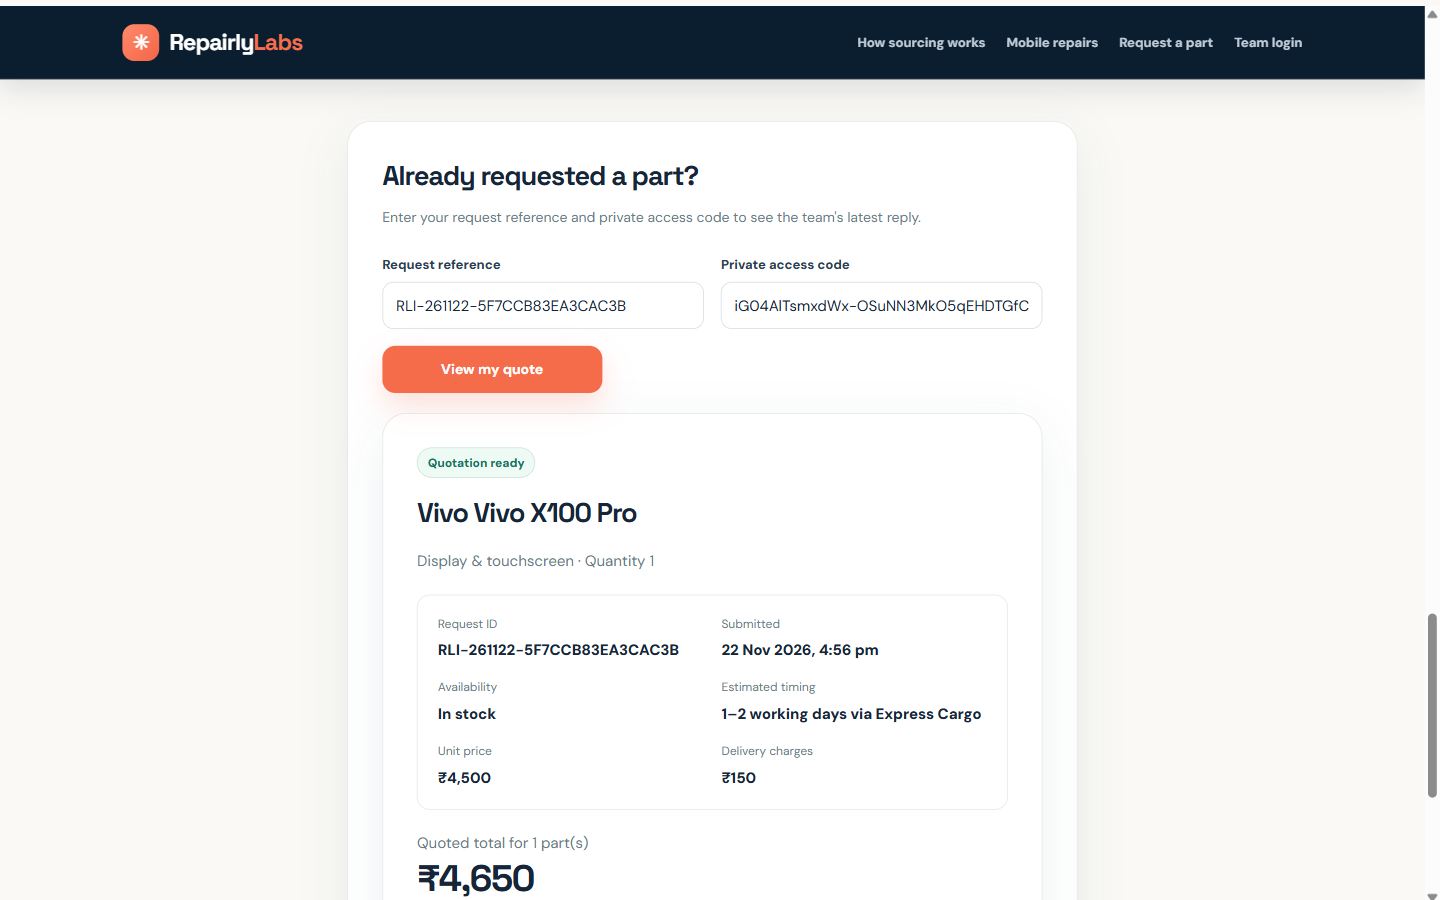 RepairlyLabs
How sourcing works
Mobile repairs
Request a part
Team login
Already requested a part?
Enter your request reference and private access code to see the team's latest reply.
Request reference
Private access code
RLI-261122-5F7CCB83EA3CAC3B
iG04AlTsmxdWx-OSuNN3MkO5qEHDTGfC
View my quote
Quotation ready
Vivo Vivo X100 Pro
Display & touchscreen · Quantity 1
Request ID
Submitted
RLI-261122-5F7CCB83EA3CAC3B
22 Nov 2026, 4:56 pm
Availability
Estimated timing
In stock
1–2 working days via Express Cargo
Unit price
Delivery charges
₹4,500
₹150
Quoted total for 1 part(s)
₹4,650